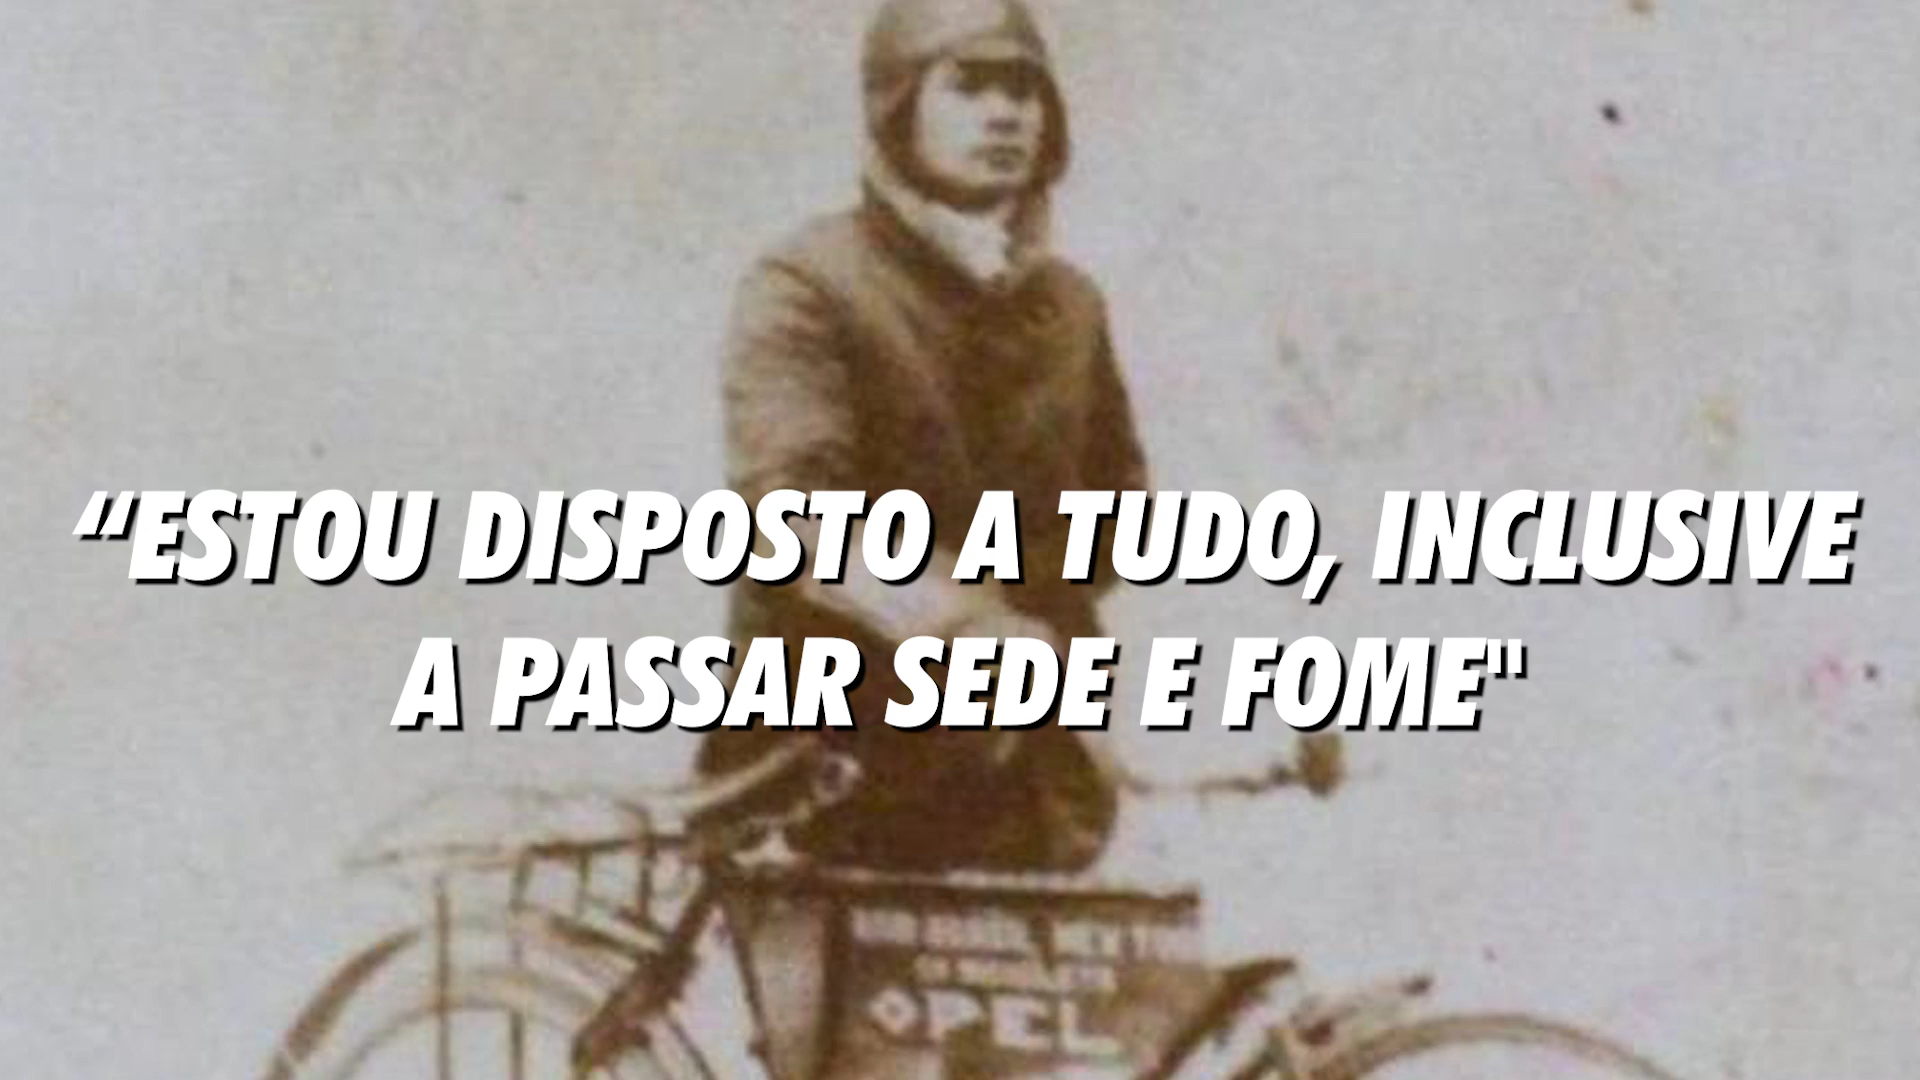 “ESTOU DISPOSTO A TUDO, INCLUSIVE
A PASSAR SEDE E FOME"
OPEL